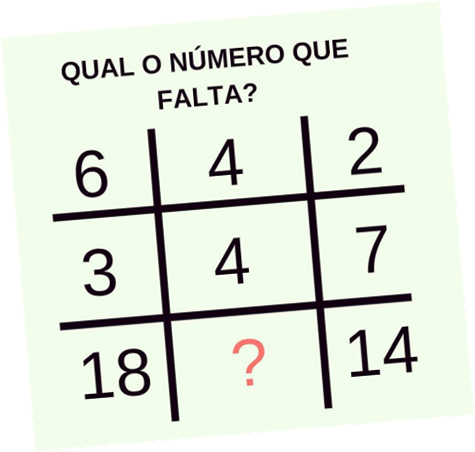 QUAL O NÚMERO QUE
FALTA?
6 4 2
3 4 7
18 ? 14